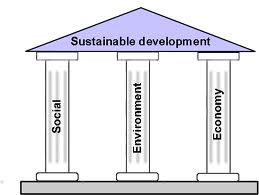 Sustainable development
Social
Environment
Economy